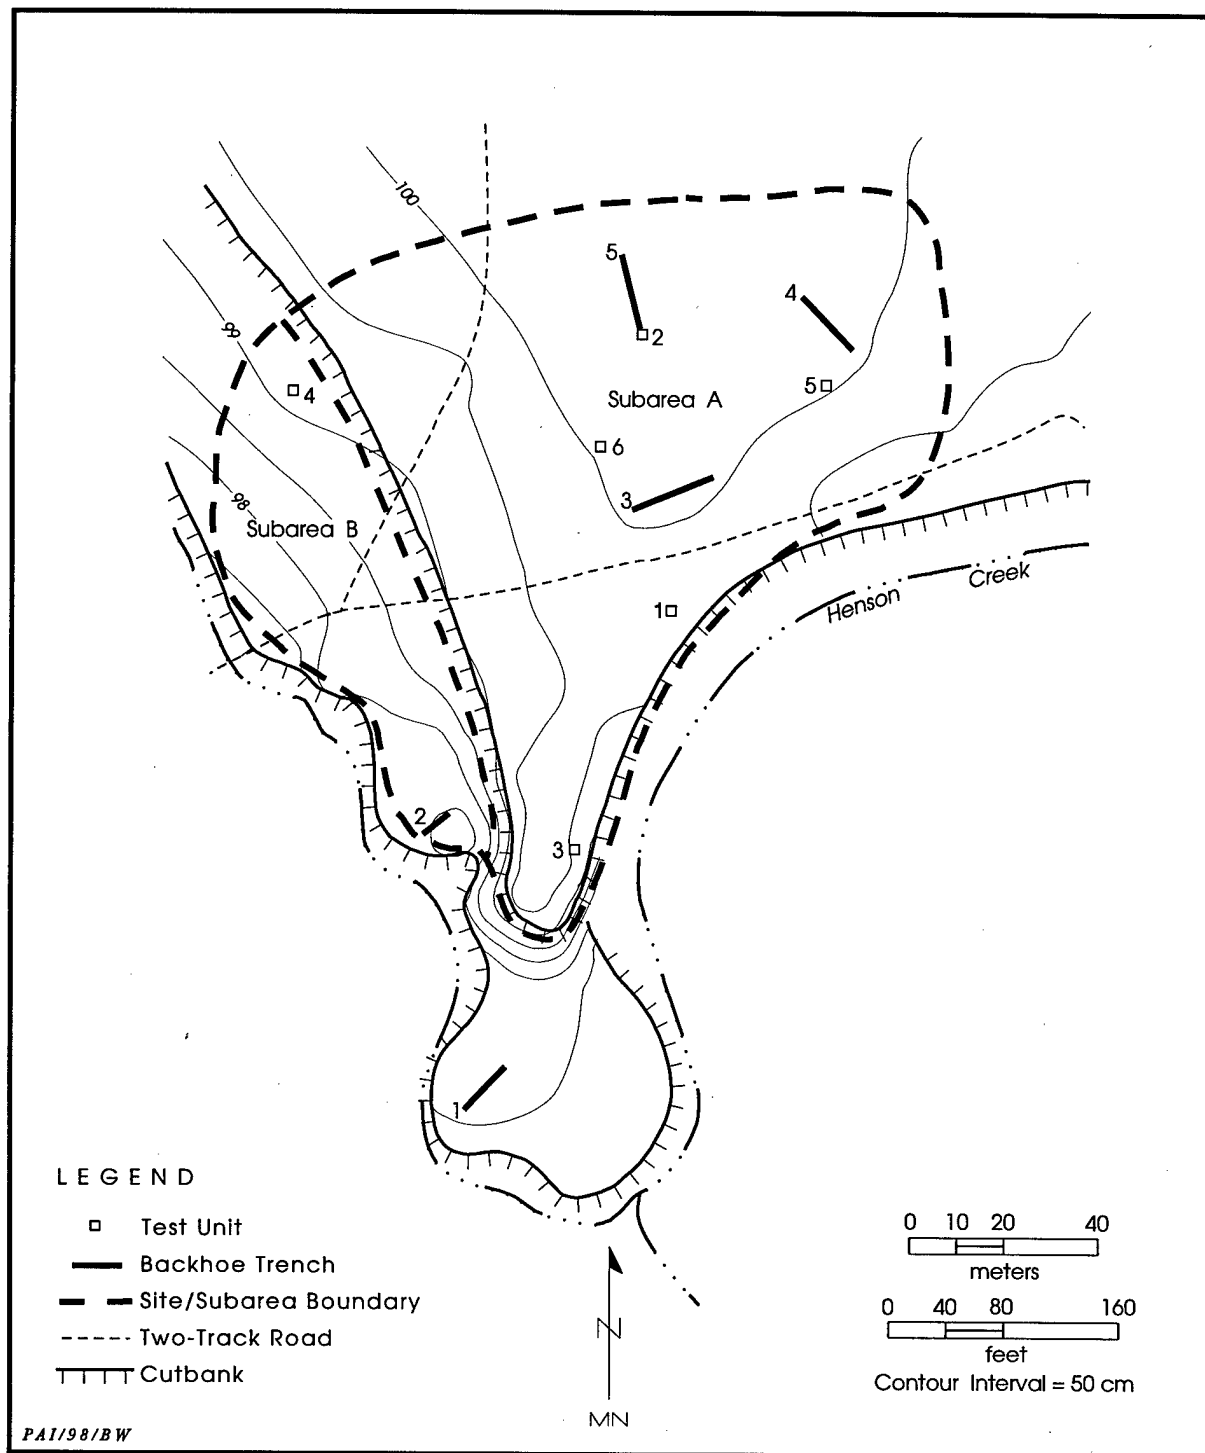 100
5
4
99
2
4
5
Subarea A
6
3
98
Subarea B
Henson Creek
1
2
3
1
LEGEND
Test Unit
Backhoe Trench
Site/Subarea Boundary
Two-Track Road
Cutbank
0 10 20 40
meters
0 40 80 160
feet
Contour Interval = 50 cm
N
MN
PAI/98/BW